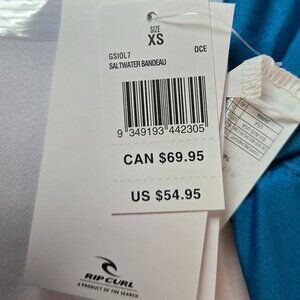 SIZE
XS
GSIOL7 OCE
SALTWATER BANDEAU
9 349193 442305
CAN $69.95
US $54.95
RIP CURL
A PRODUCT OF THE SEARCH